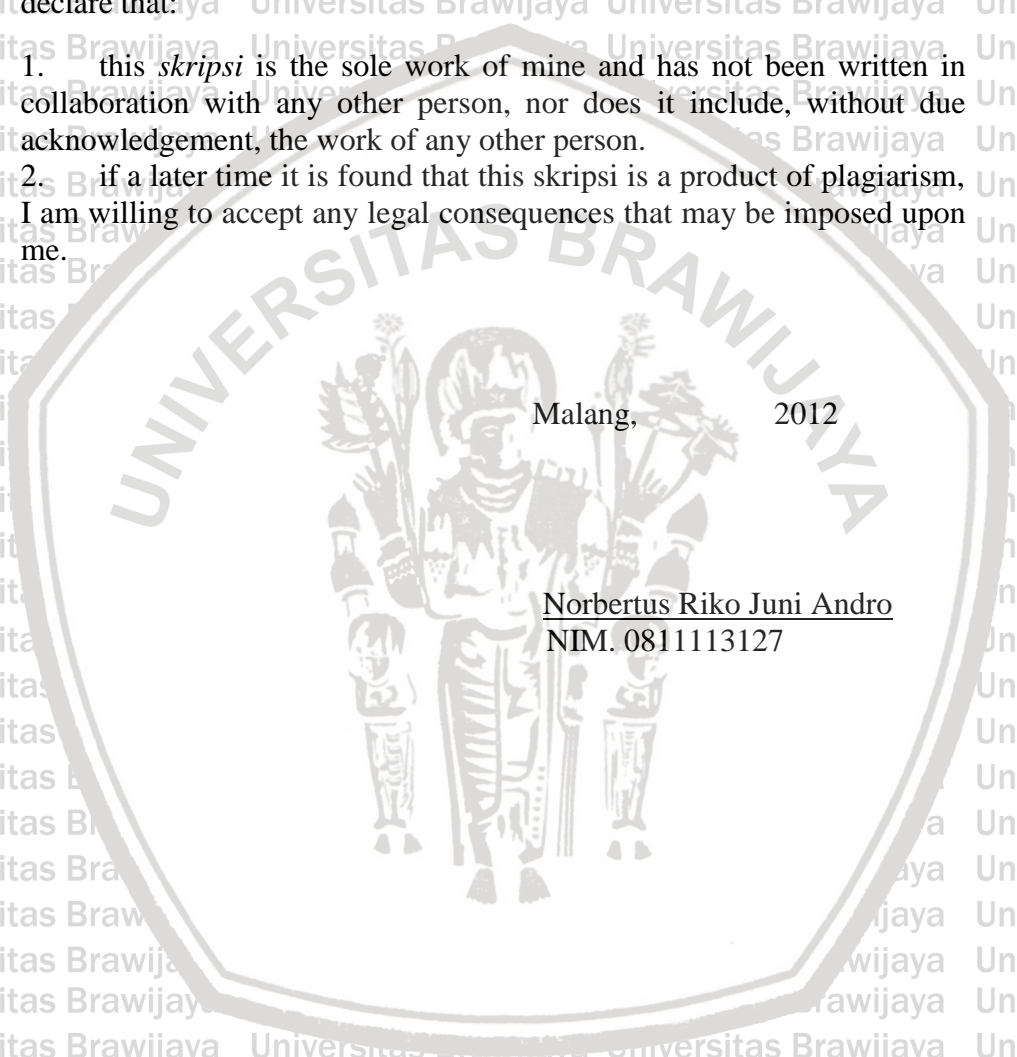 declare that:
1. this skripsi is the sole work of mine and has not been written in
collaboration with any other person, nor does it include, without due
acknowledgement, the work of any other person.
2. if a later time it is found that this skripsi is a product of plagiarism,
I am willing to accept any legal consequences that may be imposed upon
me.
UNIVERSITAS BRAWIJAYA
Malang, 2012
Norbertus Riko Juni Andro
NIM. 0811113127